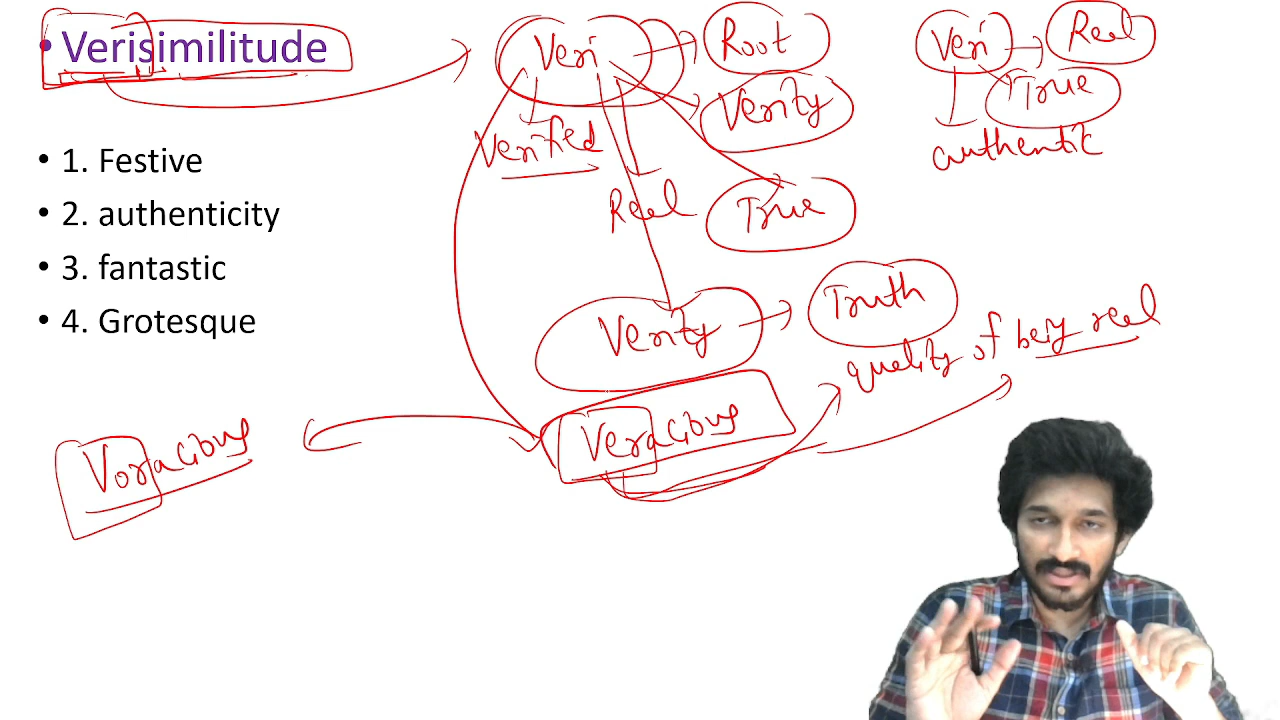 • Verisimilitude
• 1. Festive
• 2. authenticity
• 3. fantastic
• 4. Grotesque
Veri → Root
Verity
Verified
Real
True
Veri → Real
True
authentic
Verity → Truth
quality of being real
Veracious
Voracious